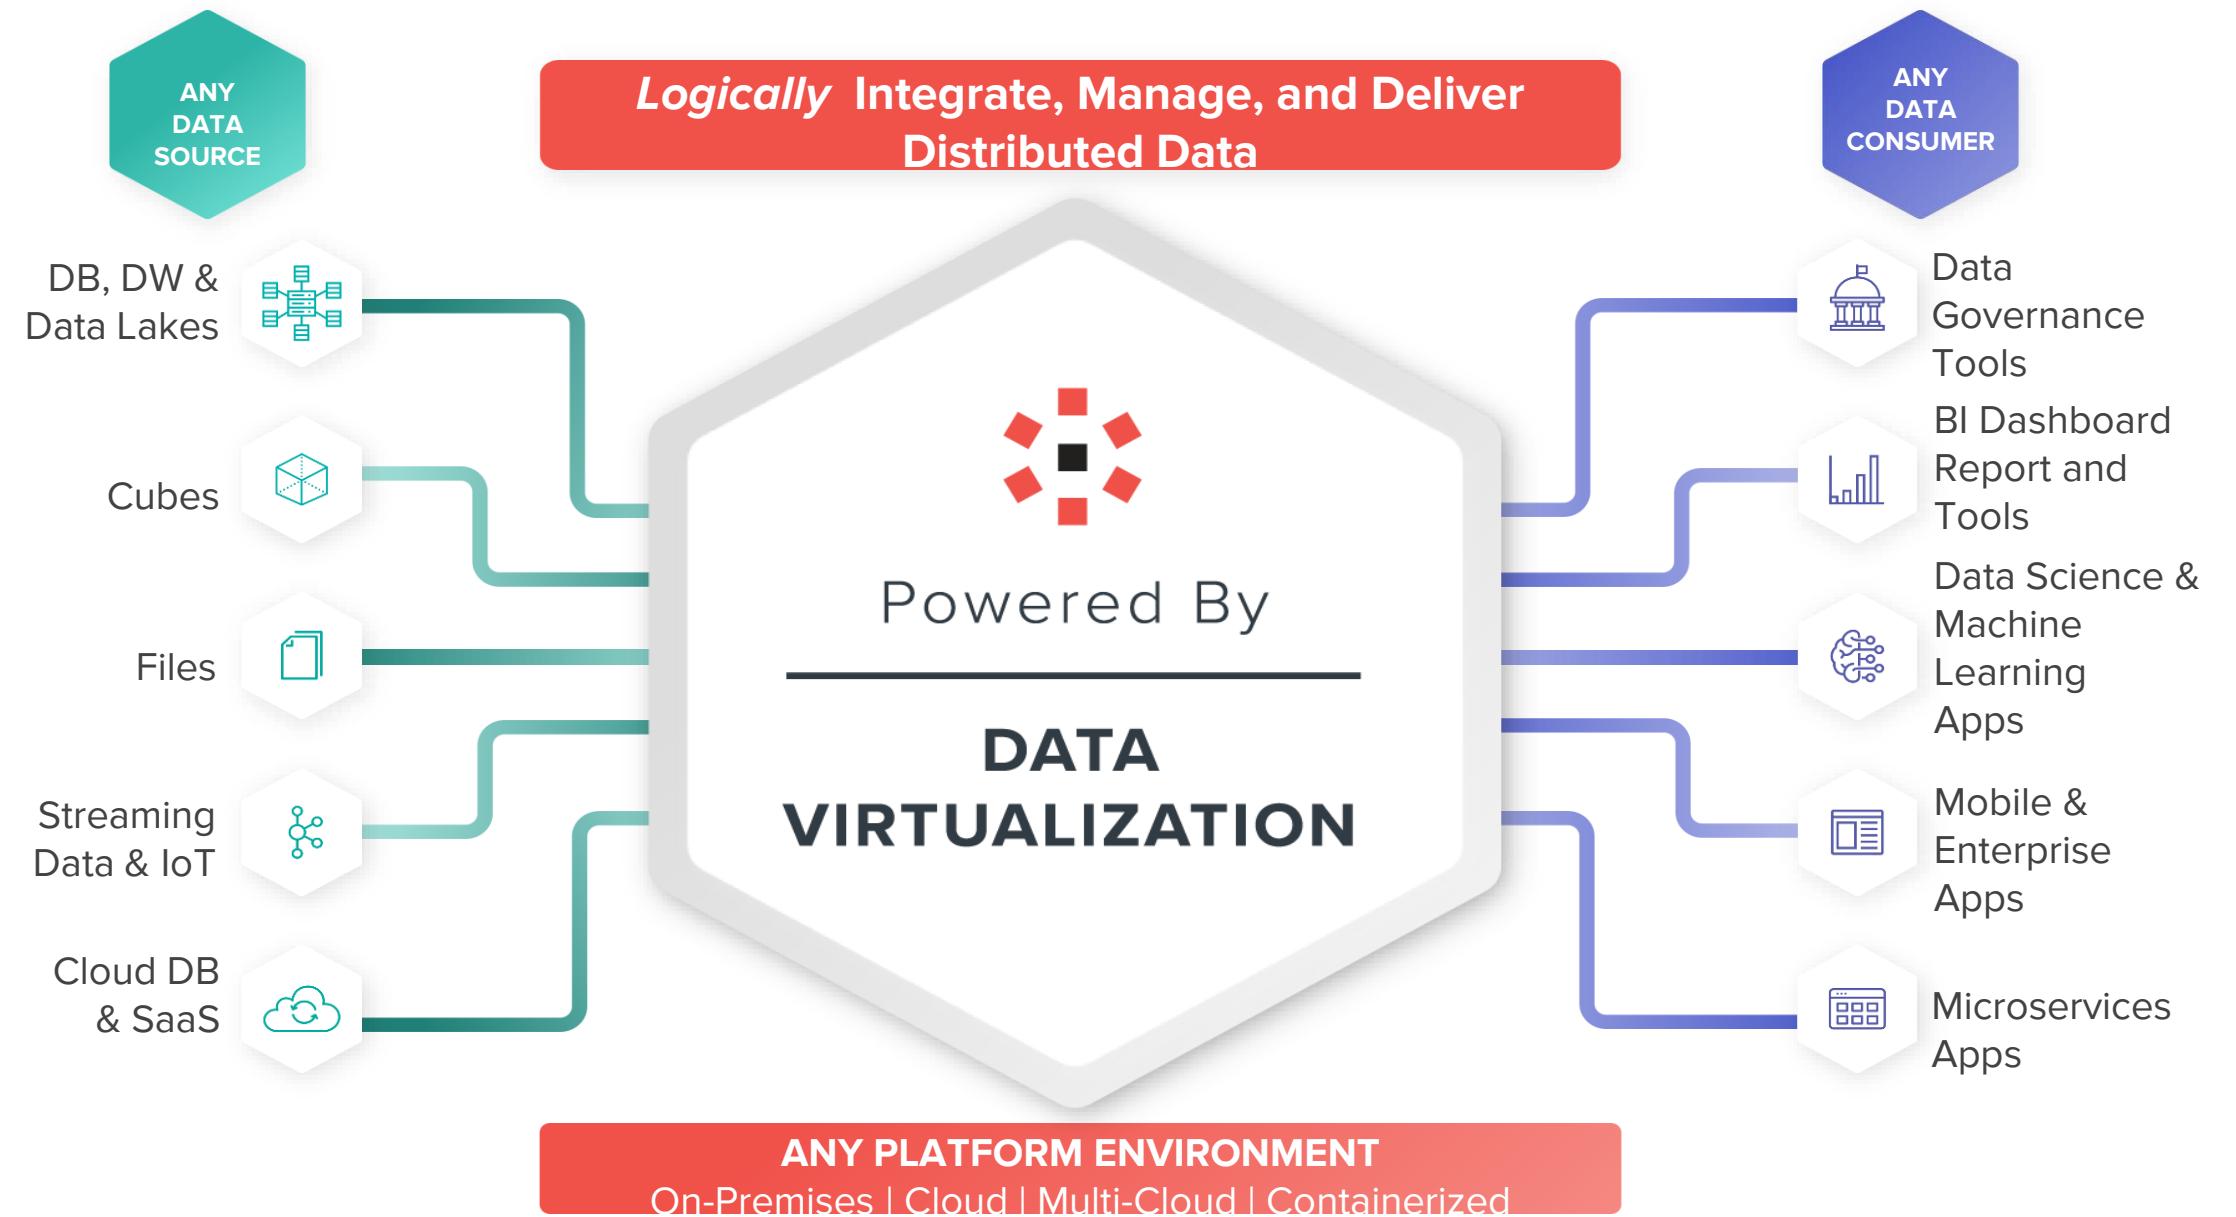 ANY
DATA
SOURCE
Logically Integrate, Manage, and Deliver
Distributed Data
ANY
DATA
CONSUMER
DB, DW &
Data Lakes
Cubes
Files
Streaming
Data & IoT
Cloud DB
& SaaS
Powered By
DATA
VIRTUALIZATION
Data
Governance
Tools
BI Dashboard
Report and
Tools
Data Science &
Machine
Learning
Apps
Mobile &
Enterprise
Apps
Microservices
Apps
ANY PLATFORM ENVIRONMENT
On-Premises | Cloud | Multi-Cloud | Containerized